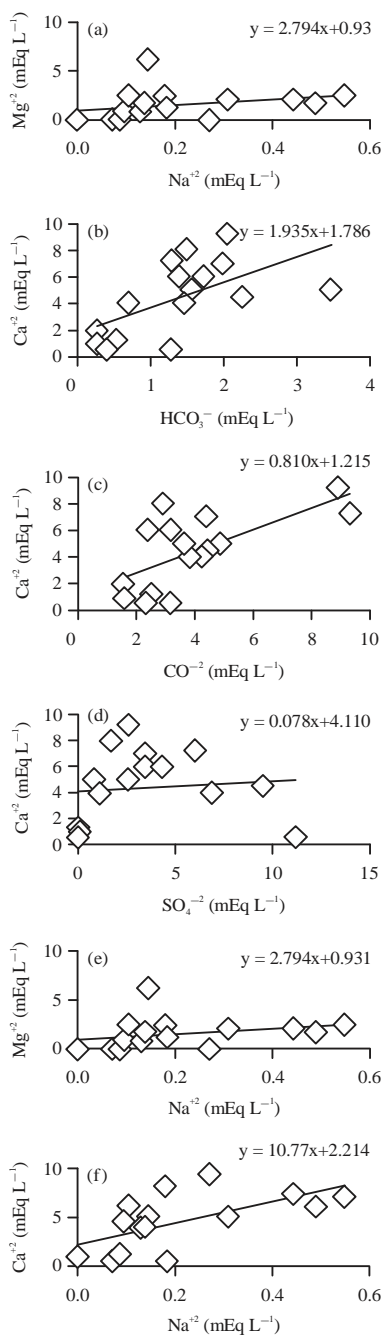 (a)
y = 2.794x+0.93
10
5
0
Mg⁺² (mEq L⁻¹)
0.0 0.2 0.4 0.6
Na⁺² (mEq L⁻¹)
(b)
y = 1.935x+1.786
10
8
6
4
2
0
Ca⁺² (mEq L⁻¹)
0 1 2 3 4
HCO₃⁻ (mEq L⁻¹)
y = 0.810x+1.215
(c)
10
8
6
4
2
0
Ca⁺² (mEq L⁻¹)
0 2 4 6 8 10
CO⁻² (mEq L⁻¹)
(d)
y = 0.078x+4.110
10
8
6
4
2
0
Ca⁺² (mEq L⁻¹)
0 5 10 15
SO₄⁻² (mEq L⁻¹)
(e)
y = 2.794x+0.931
10
5
0
Mg⁺² (mEq L⁻¹)
0.0 0.2 0.4 0.6
Na⁺² (mEq L⁻¹)
y = 10.77x+2.214
(f)
10
5
0
Ca⁺² (mEq L⁻¹)
0.0 0.2 0.4 0.6
Na⁺² (mEq L⁻¹)